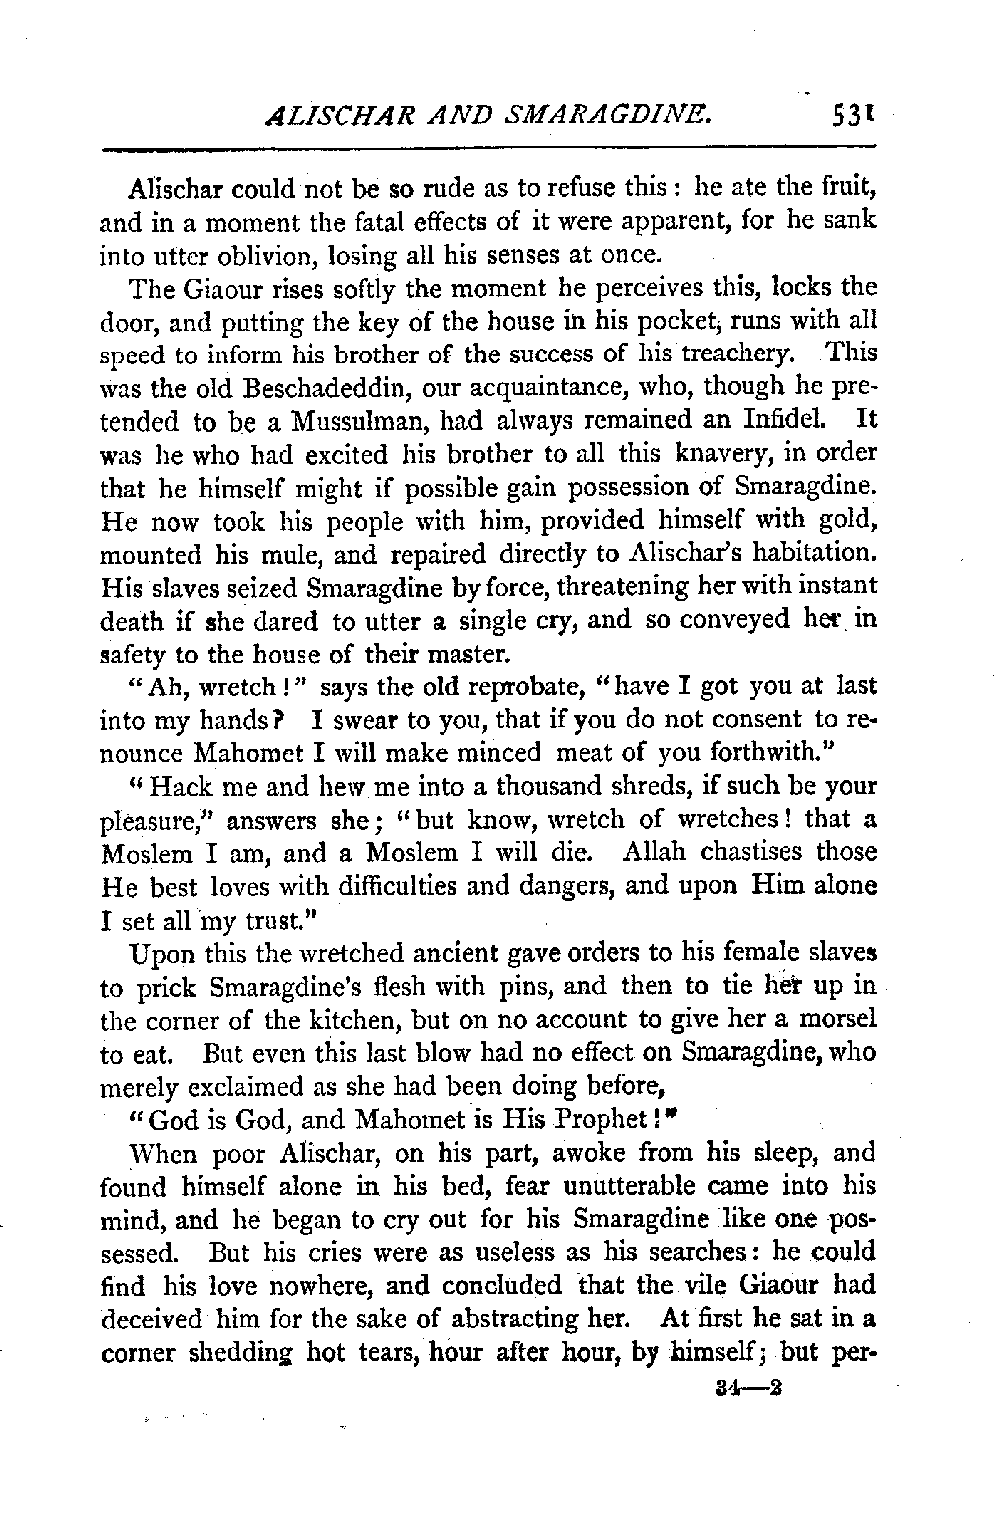 ALISCHAR AND SMARAGDINE. 531
Alischar could not be so rude as to refuse this: he ate the fruit,
and in a moment the fatal effects of it were apparent, for he sank
into utter oblivion, losing all his senses at once.
The Giaour rises softly the moment he perceives this, locks the
door, and putting the key of the house in his pocket, runs with all
speed to inform his brother of the success of his treachery. This
was the old Beschadeddin, our acquaintance, who, though he pre-
tended to be a Mussulman, had always remained an Infidel. It
was he who had excited his brother to all this knavery, in order
that he himself might if possible gain possession of Smaragdine.
He now took his people with him, provided himself with gold,
mounted his mule, and repaired directly to Alischar's habitation.
His slaves seized Smaragdine by force, threatening her with instant
death if she dared to utter a single cry, and so conveyed her in
safety to the house of their master.
"Ah, wretch!" says the old reprobate, "have I got you at last
into my hands? I swear to you, that if you do not consent to re-
nounce Mahomet I will make minced meat of you forthwith."
"Hack me and hew me into a thousand shreds, if such be your
pleasure," answers she; "but know, wretch of wretches! that a
Moslem I am, and a Moslem I will die. Allah chastises those
He best loves with difficulties and dangers, and upon Him alone
I set all my trust."
Upon this the wretched ancient gave orders to his female slaves
to prick Smaragdine's flesh with pins, and then to tie her up in
the corner of the kitchen, but on no account to give her a morsel
to eat. But even this last blow had no effect on Smaragdine, who
merely exclaimed as she had been doing before,
"God is God, and Mahomet is His Prophet!"
When poor Alischar, on his part, awoke from his sleep, and
found himself alone in his bed, fear unutterable came into his
mind, and he began to cry out for his Smaragdine like one pos-
sessed. But his cries were as useless as his searches: he could
find his love nowhere, and concluded that the vile Giaour had
deceived him for the sake of abstracting her. At first he sat in a
corner shedding hot tears, hour after hour, by himself; but per-
34—2